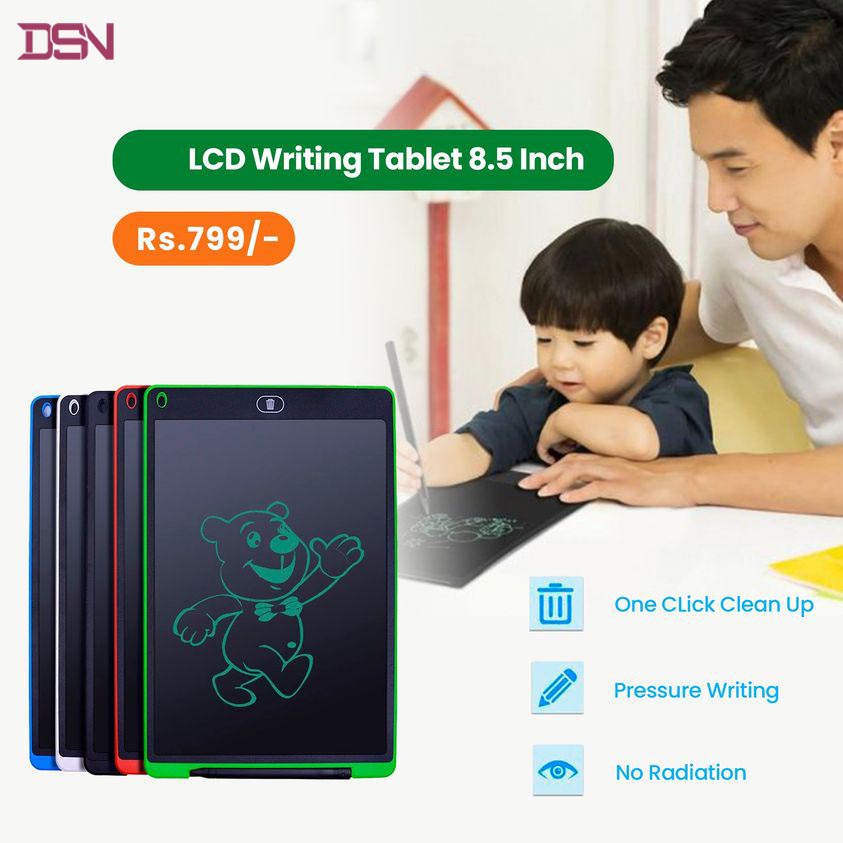 DSN
LCD Writing Tablet 8.5 Inch
Rs.799/-
One CLick Clean Up
Pressure Writing
No Radiation